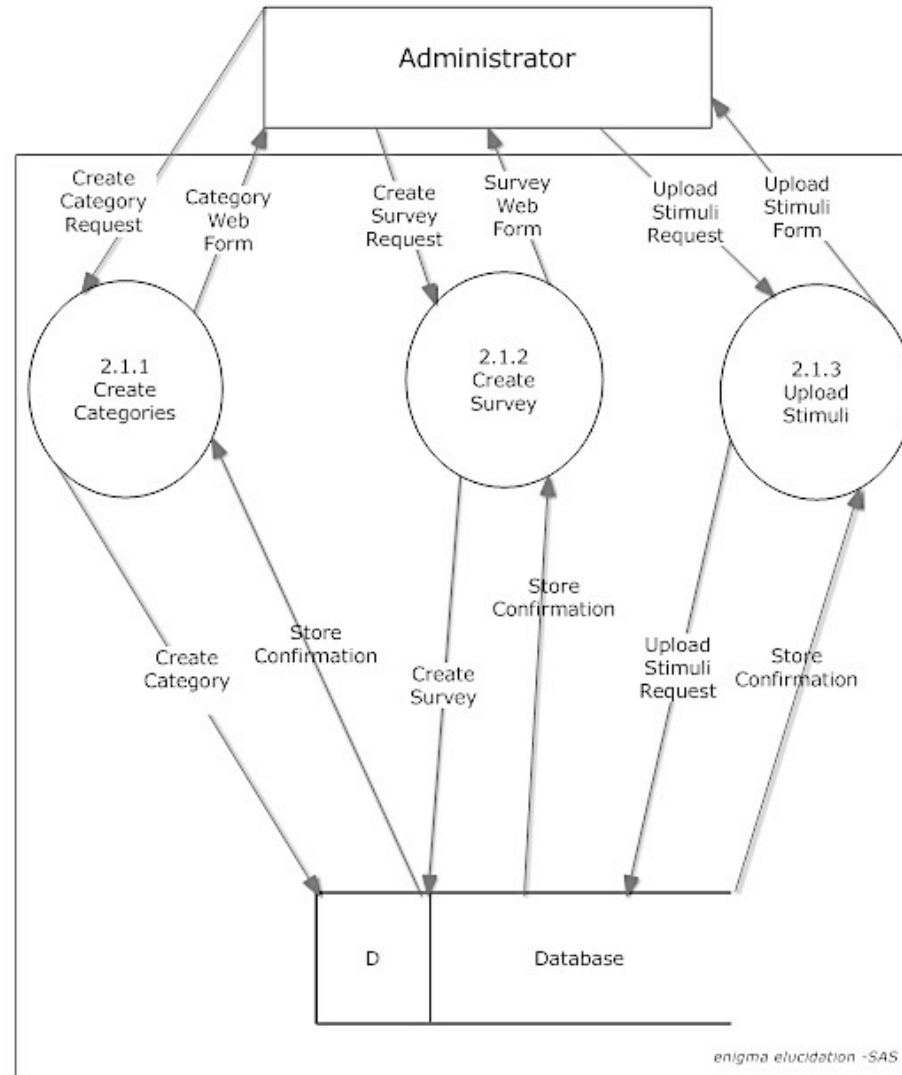 Administrator
Create
Category
Request
Category
Web
Form
Create
Survey
Request
Survey
Web
Form
Upload
Stimuli
Request
Upload
Stimuli
Form
2.1.1
Create
Categories
2.1.2
Create
Survey
2.1.3
Upload
Stimuli
Create
Category
Store
Confirmation
Create
Survey
Store
Confirmation
Upload
Stimuli
Request
Store
Confirmation
D
Database
enigma elucidation -SAS